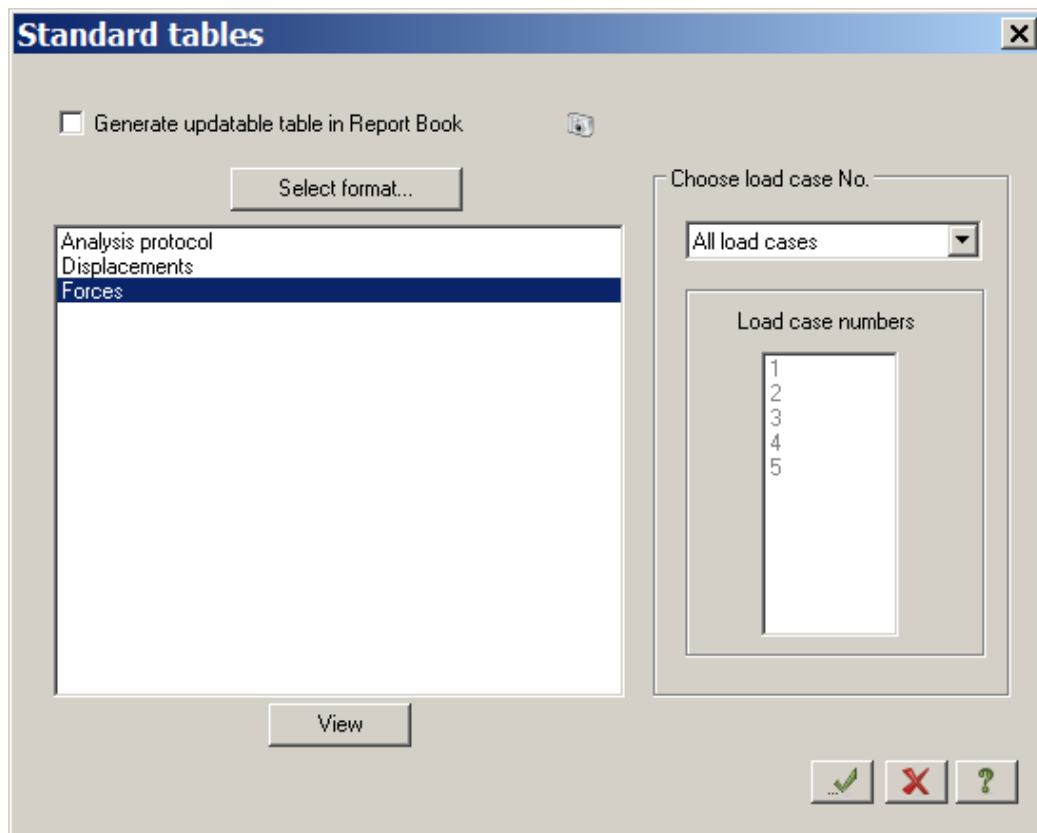 Standard tables
Generate updatable table in Report Book
Select format...
Analysis protocol
Displacements
Forces
View
Choose load case No.
All load cases
Load case numbers
1
2
3
4
5
?